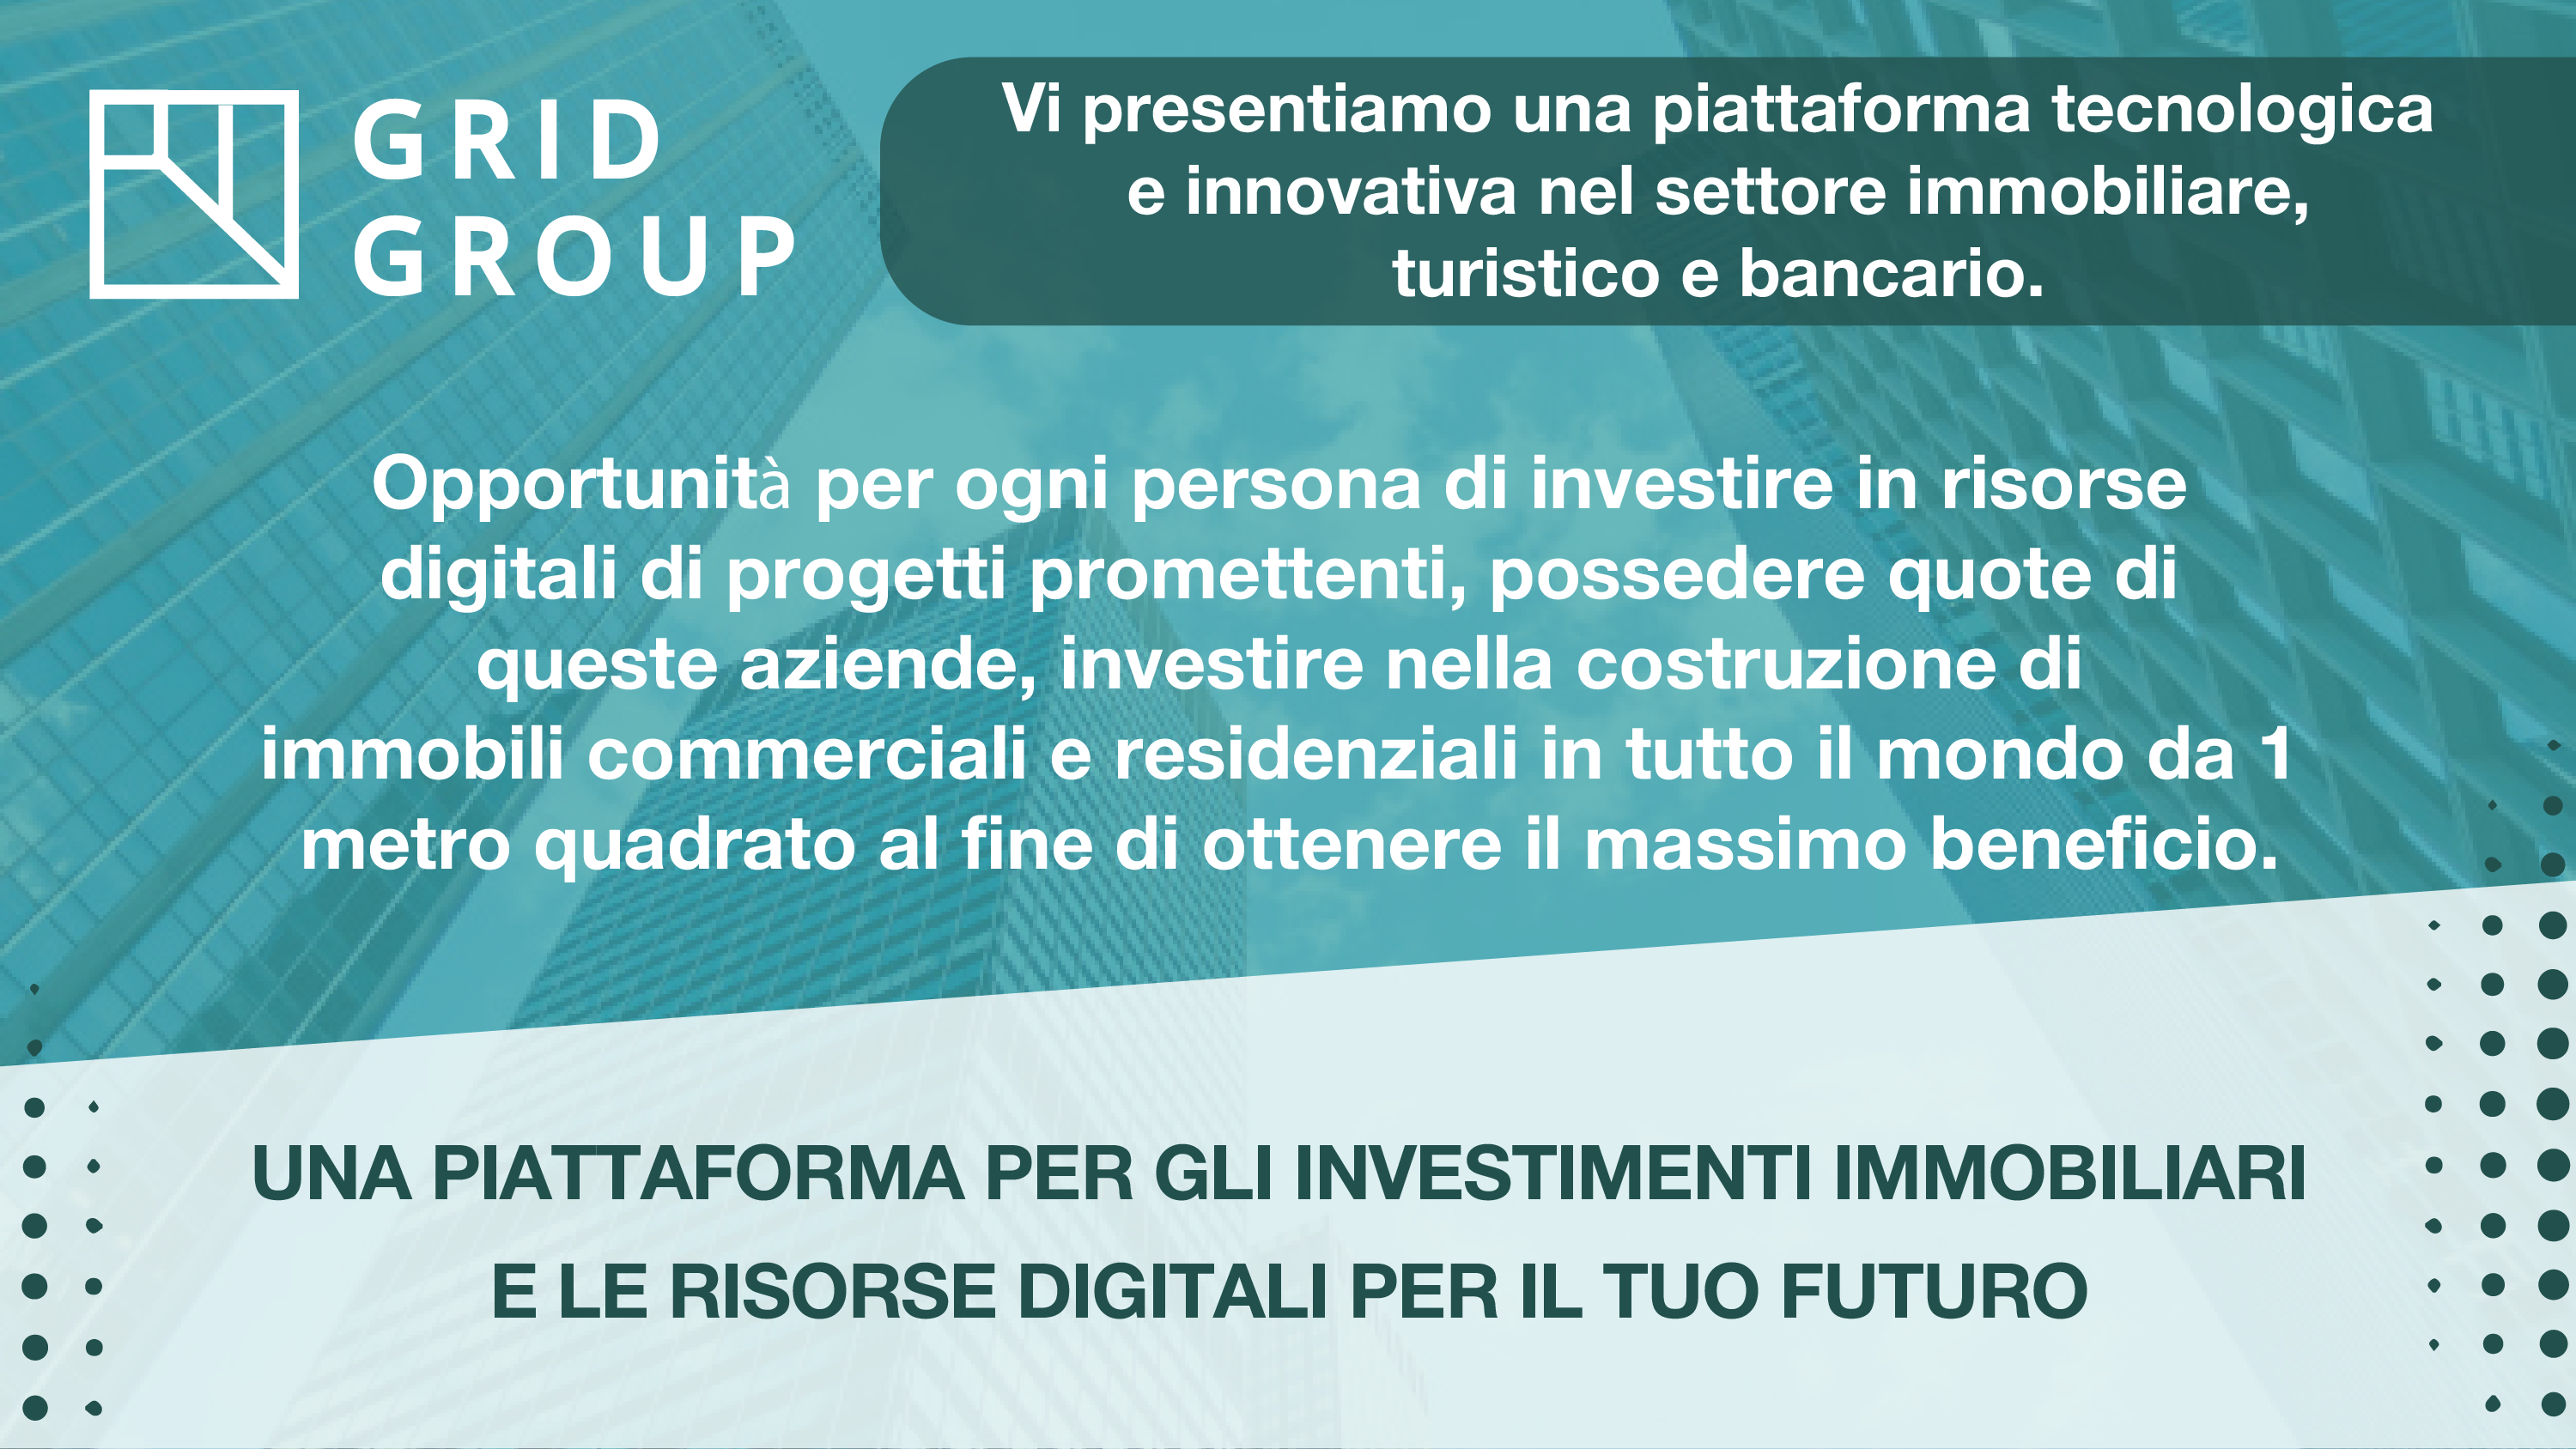 GRID
GROUP
Vi presentiamo una piattaforma tecnologica
e innovativa nel settore immobiliare,
turistico e bancario.
Opportunità per ogni persona di investire in risorse
digitali di progetti promettenti, possedere quote di
queste aziende, investire nella costruzione di
immobili commerciali e residenziali in tutto il mondo da 1
metro quadrato al fine di ottenere il massimo beneficio.
UNA PIATTAFORMA PER GLI INVESTIMENTI IMMOBILIARI
E LE RISORSE DIGITALI PER IL TUO FUTURO